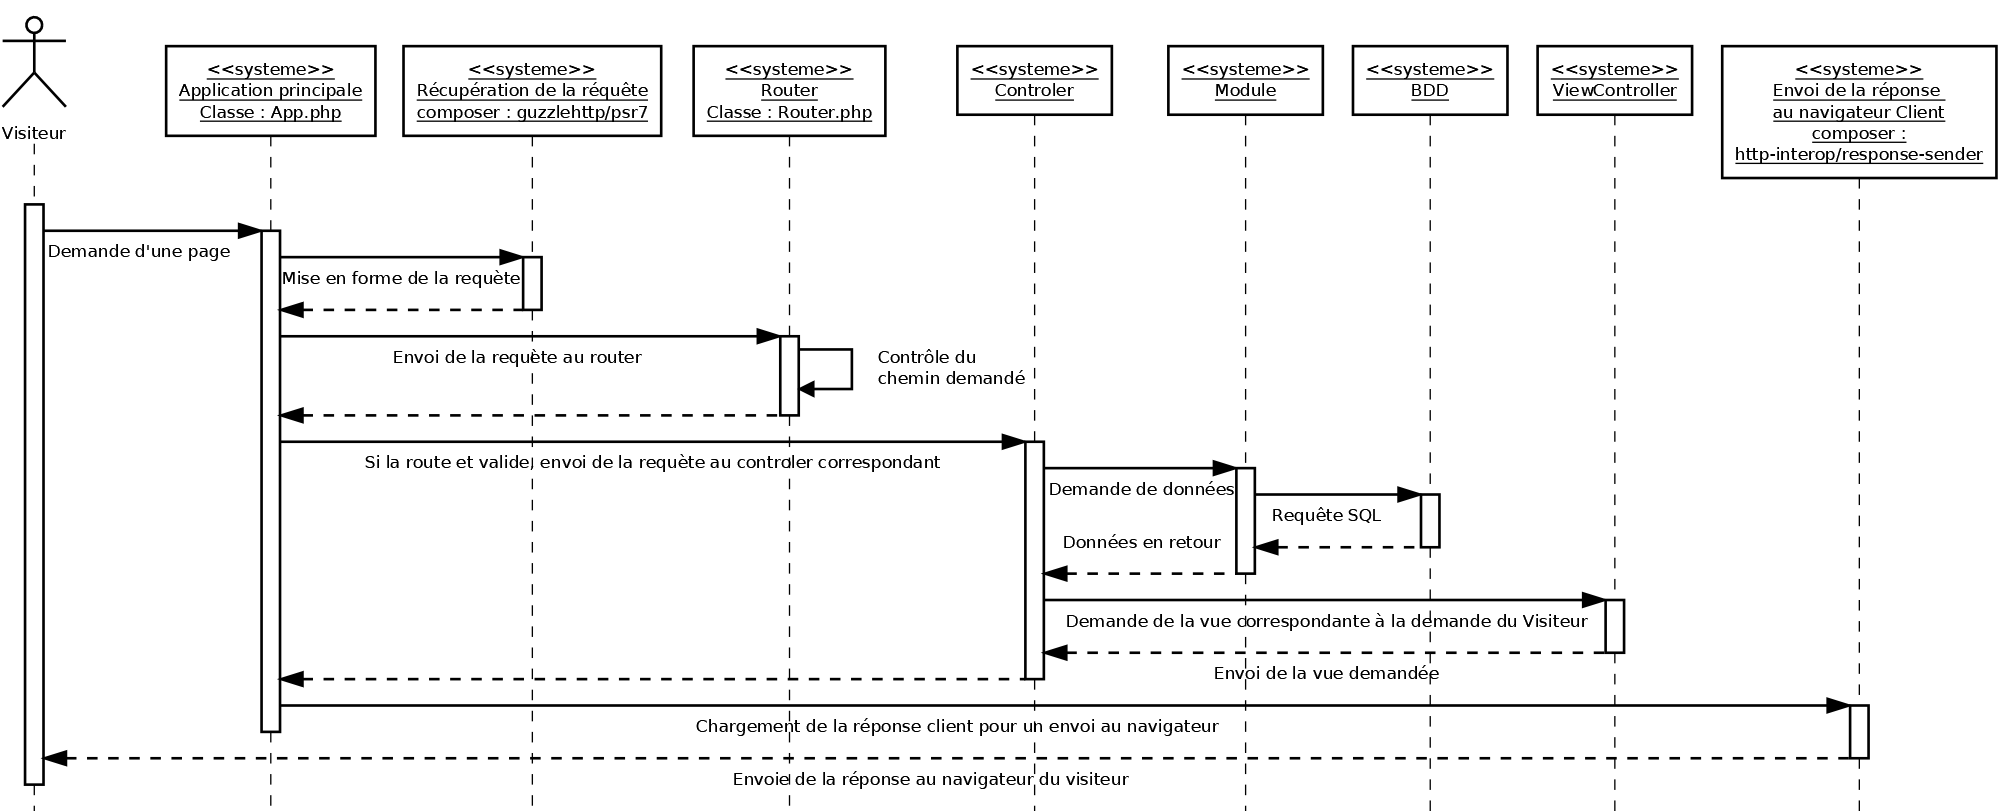 Visiteur
<<systeme>>
Application principale
Classe : App.php
<<systeme>>
Récupération de la réquête
composer : guzzlehttp/psr7
<<systeme>>
Router
Classe : Router.php
<<systeme>>
Controler
<<systeme>>
Module
<<systeme>>
BDD
<<systeme>>
ViewController
<<systeme>>
Envoi de la réponse
au navigateur Client
composer :
http-interop/response-sender
Demande d'une page
Mise en forme de la requète
Envoi de la requète au router
Contrôle du
chemin demandé
Si la route et valide, envoi de la requète au controler correspondant
Demande de données
Requête SQL
Données en retour
Demande de la vue correspondante à la demande du Visiteur
Envoi de la vue demandée
Chargement de la réponse client pour un envoi au navigateur
Envoie de la réponse au navigateur du visiteur